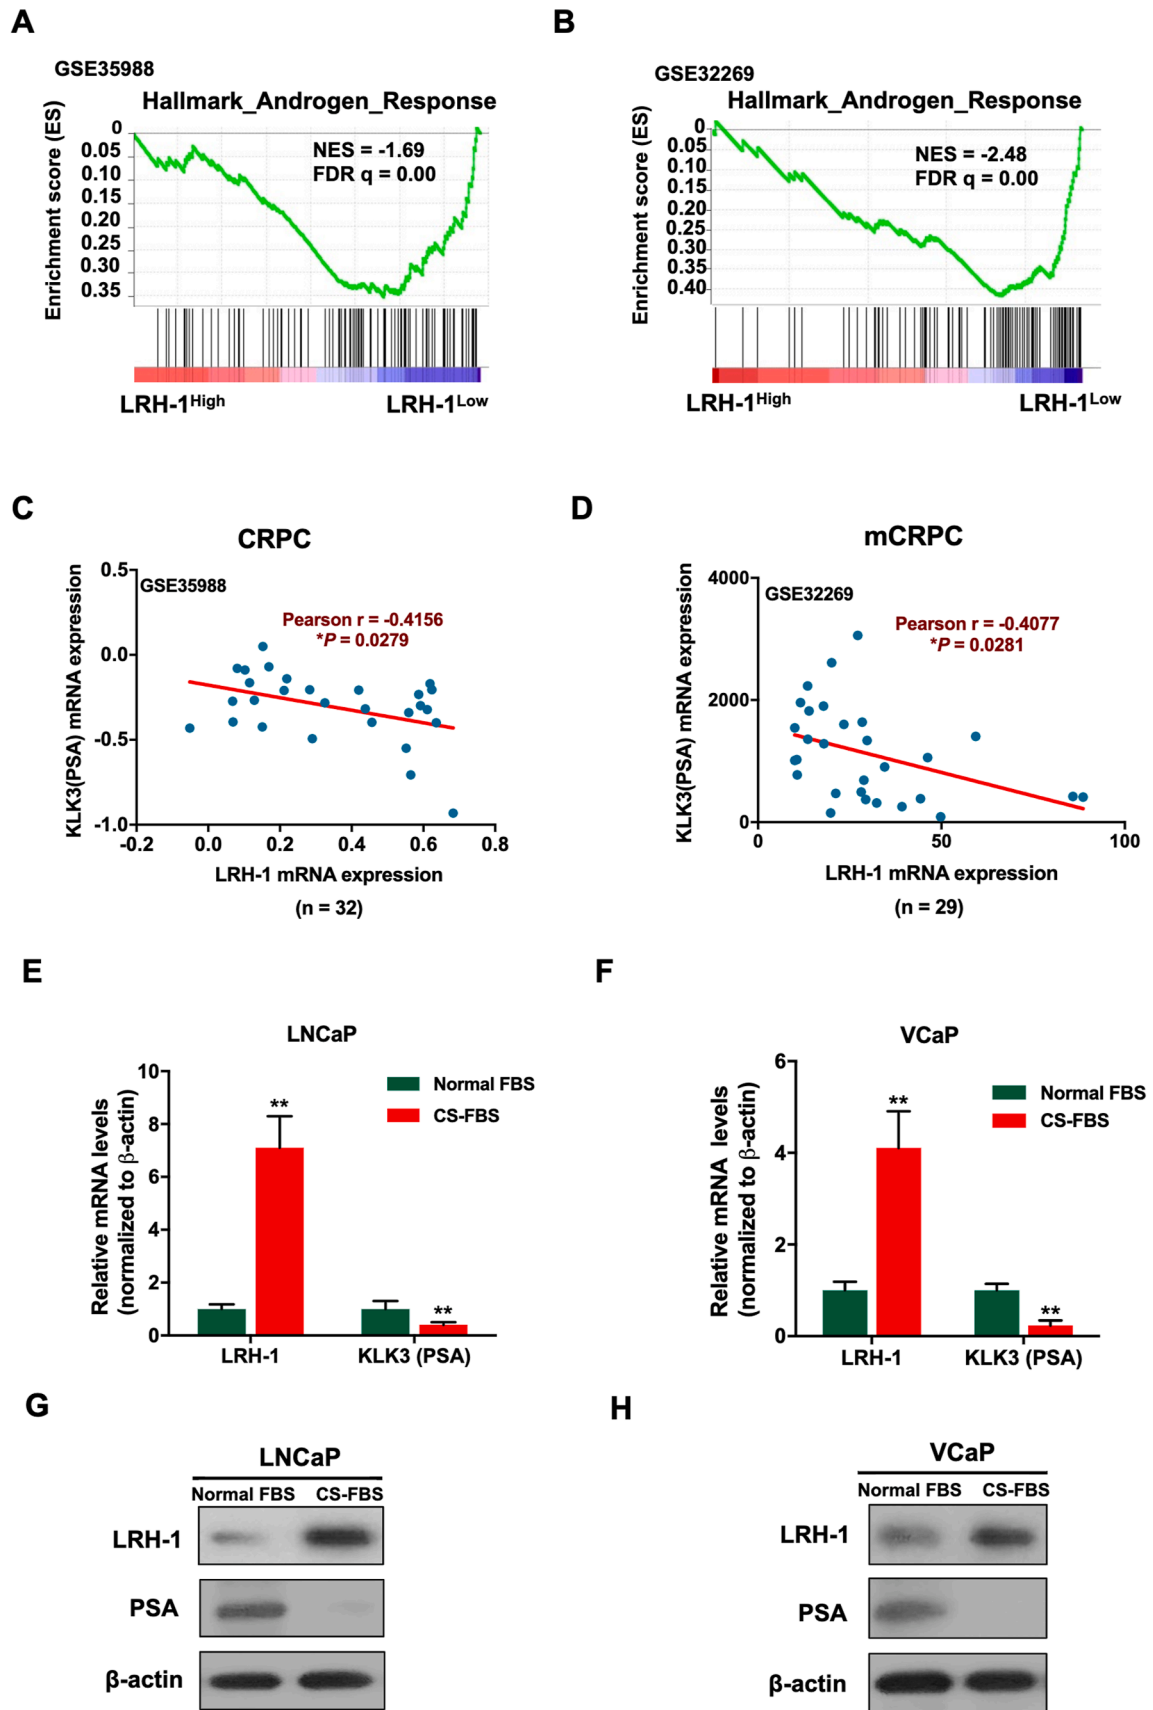 A
GSE35988
Hallmark_Androgen_Response
Enrichment score (ES)
0
0.05
0.10
0.15
0.20
0.25
0.30
0.35
NES = -1.69
FDR q = 0.00
LRH-1High
LRH-1Low
B
GSE32269
Hallmark_Androgen_Response
Enrichment score (ES)
0
0.05
0.10
0.15
0.20
0.25
0.30
0.35
0.40
NES = -2.48
FDR q = 0.00
LRH-1High
LRH-1Low
C
CRPC
GSE35988
Pearson r = -0.4156
*P = 0.0279
KLK3(PSA) mRNA expression
0.5
0.0
-0.5
-1.0
-0.2 0.0 0.2 0.4 0.6 0.8
LRH-1 mRNA expression
(n = 32)
D
mCRPC
GSE32269
Pearson r = -0.4077
*P = 0.0281
KLK3(PSA) mRNA expression
4000
2000
0
0 50 100
LRH-1 mRNA expression
(n = 29)
E
LNCaP
Relative mRNA levels
(normalized to β-actin)
10
8
6
4
2
0
Normal FBS
CS-FBS
**
**
LRH-1 KLK3 (PSA)
F
VCaP
Relative mRNA levels
(normalized to β-actin)
6
4
2
0
Normal FBS
CS-FBS
**
**
LRH-1 KLK3 (PSA)
G
LNCaP
Normal FBS CS-FBS
LRH-1
PSA
β-actin
H
VCaP
Normal FBS CS-FBS
LRH-1
PSA
β-actin